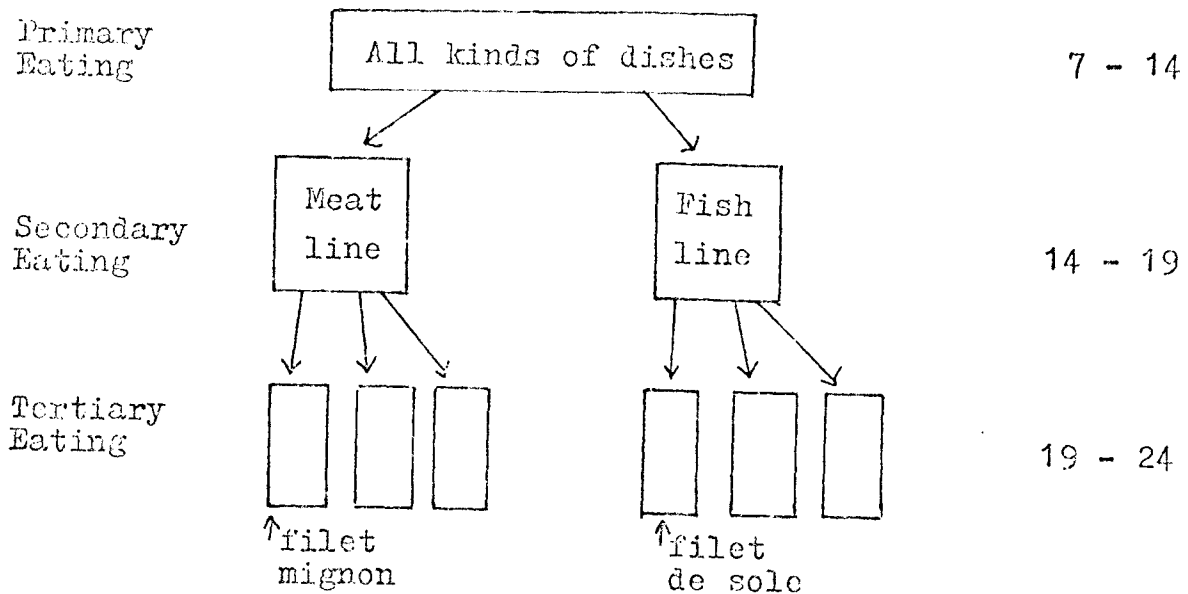 Primary
Eating
All kinds of dishes
7 - 14
Meat
line
Fish
line
Secondary
Eating
14 - 19
Tertiary
Eating
19 - 24
↑filet
mignon
↑filet
de sole